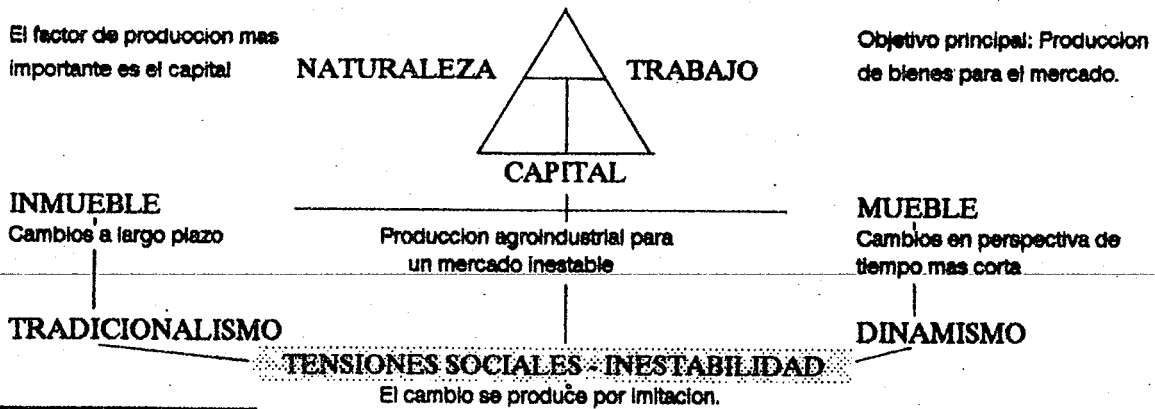 El factor de produccion mas
importante es el capital
NATURALEZA
TRABAJO
Objetivo principal: Produccion
de bienes para el mercado.
CAPITAL
INMUEBLE
Cambios a largo plazo
Produccion agroindustrial para
un mercado inestable
MUEBLE
Cambios en perspectiva de
tiempo mas corta
TRADICIONALISMO
DINAMISMO
TENSIONES SOCIALES - INESTABILIDAD
El cambio se produce por imitacion.